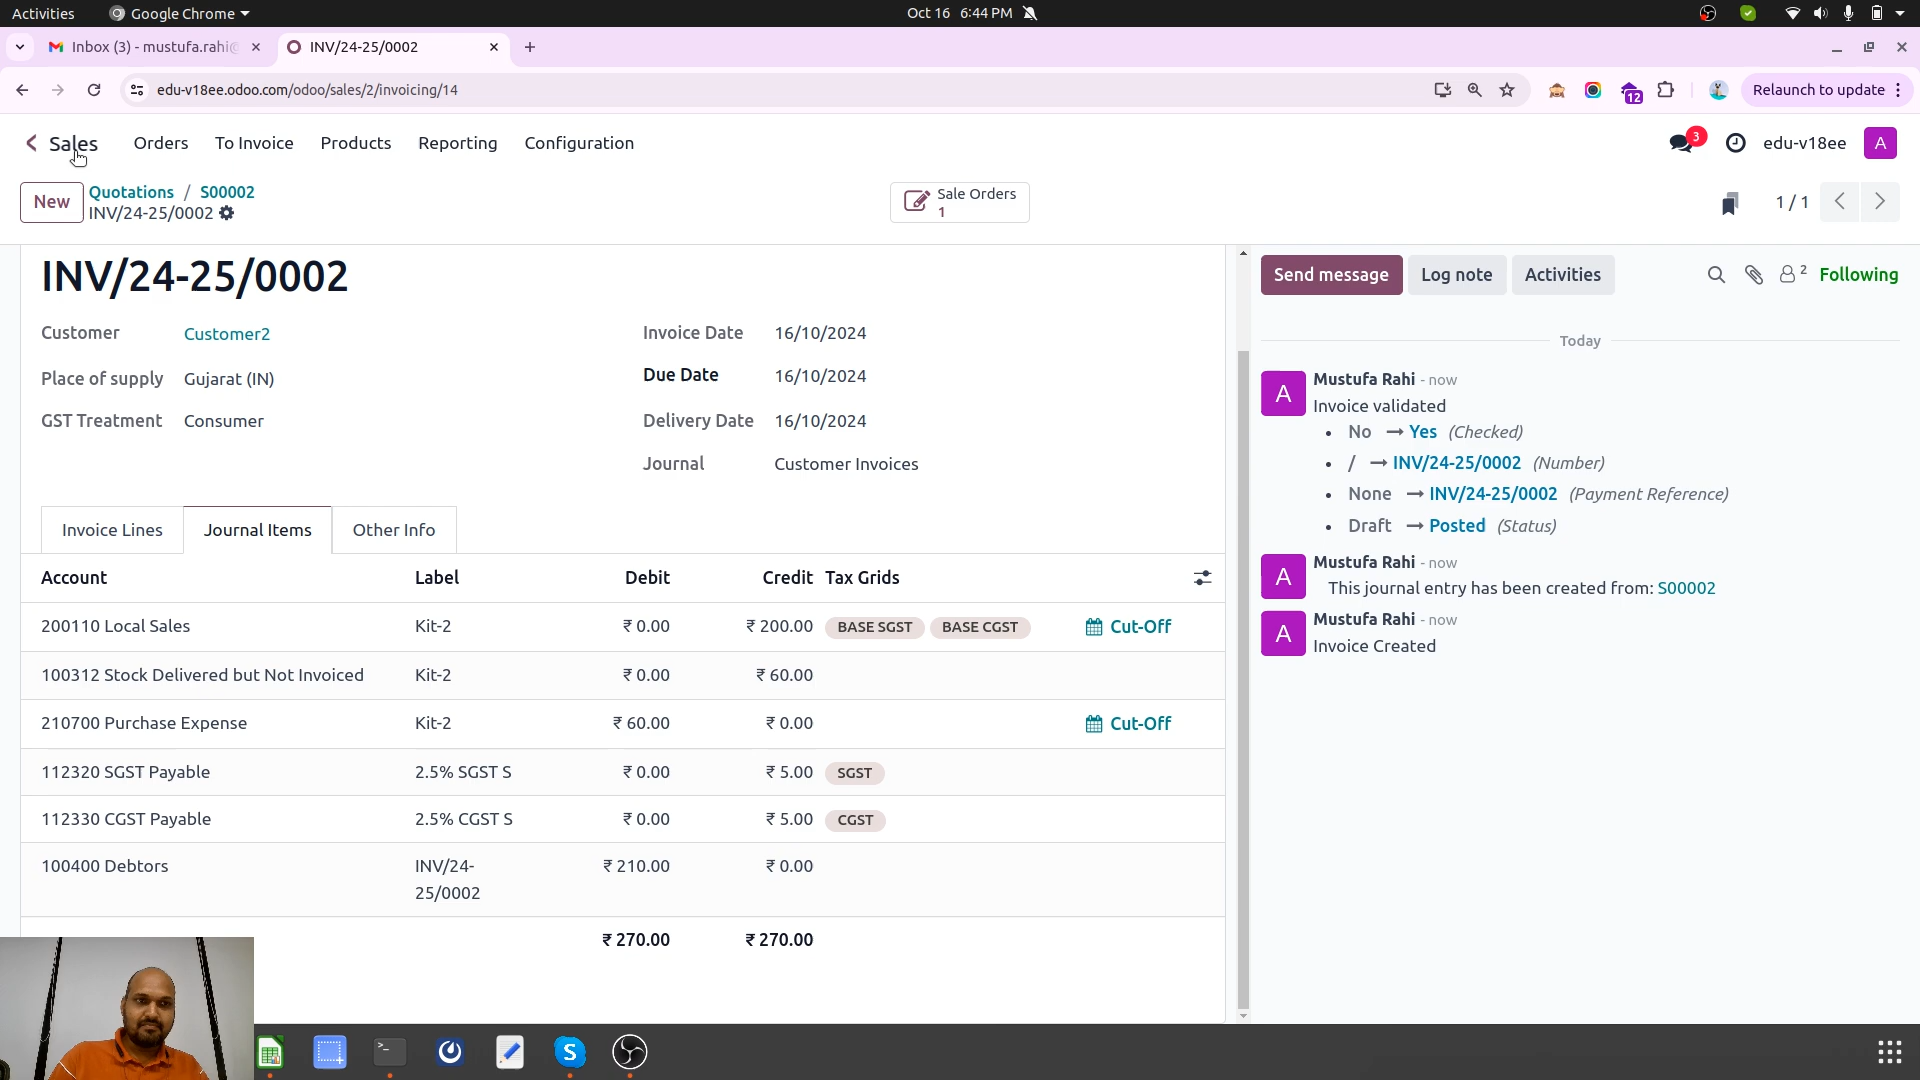 Activities Google Chrome Oct 16 6:44 PM
Inbox (3) - mustufa.rahi@ INV/24-25/0002
edu-v18ee.odoo.com/odoo/sales/2/invoicing/14 12 Relaunch to update
Sales Orders To Invoice Products Reporting Configuration 3 edu-v18ee A
New Quotations / S00002 Sale Orders 1 / 1
INV/24-25/0002 1
INV/24-25/0002
Customer Customer2 Invoice Date 16/10/2024
Place of supply Gujarat (IN) Due Date 16/10/2024
GST Treatment Consumer Delivery Date 16/10/2024
Journal Customer Invoices
Invoice Lines Journal Items Other Info
Account Label Debit Credit Tax Grids
200110 Local Sales Kit-2 ₹ 0.00 ₹ 200.00 BASE SGST BASE CGST Cut-Off
100312 Stock Delivered but Not Invoiced Kit-2 ₹ 0.00 ₹ 60.00
210700 Purchase Expense Kit-2 ₹ 60.00 ₹ 0.00 Cut-Off
112320 SGST Payable 2.5% SGST S ₹ 0.00 ₹ 5.00 SGST
112330 CGST Payable 2.5% CGST S ₹ 0.00 ₹ 5.00 CGST
100400 Debtors INV/24- ₹ 210.00 ₹ 0.00
25/0002
₹ 270.00 ₹ 270.00
Send message Log note Activities 2 Following
Today
A Mustufa Rahi - now
Invoice validated
• No → Yes (Checked)
• / → INV/24-25/0002 (Number)
• None → INV/24-25/0002 (Payment Reference)
• Draft → Posted (Status)
A Mustufa Rahi - now
This journal entry has been created from: S00002
A Mustufa Rahi - now
Invoice Created